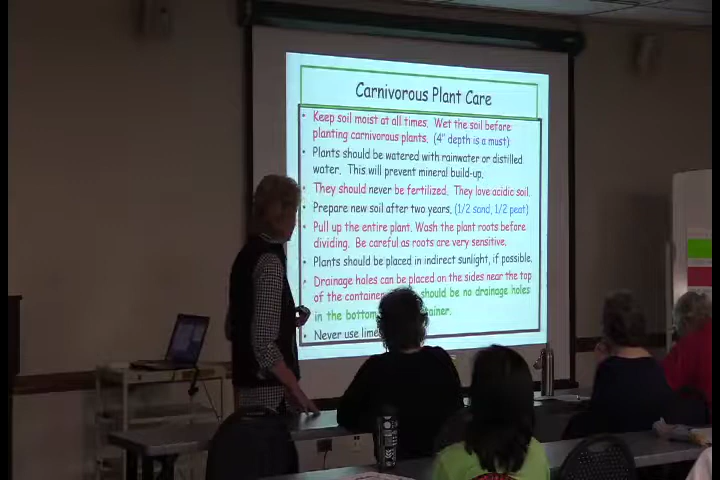 Carnivorous Plant Care
• Keep soil moist at all times. Wet the soil before
planting carnivorous plants. (4" depth is a must)
• Plants should be watered with rainwater or distilled
water. This will prevent mineral build-up.
• They should never be fertilized. They love acidic soil.
• Prepare new soil after two years, (1/2 sand, 1/2 peat)
• Pull up the entire plant. Wash the plant roots before
dividing. Be careful as roots are very sensitive.
• Plants should be placed in indirect sunlight, if possible.
• Drainage holes can be placed on the sides near the top
of the container should be no drainage holes
in the bottom
• Never use lime